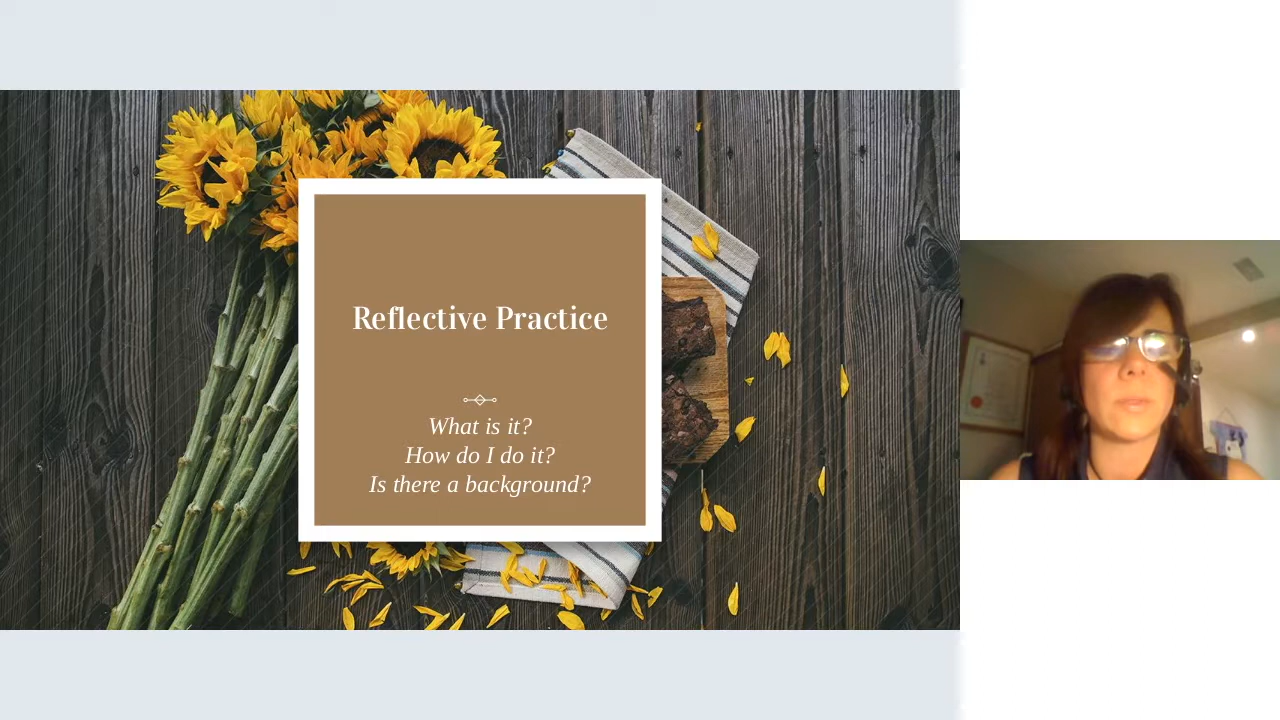 Reflective Practice
What is it?
How do I do it?
Is there a background?